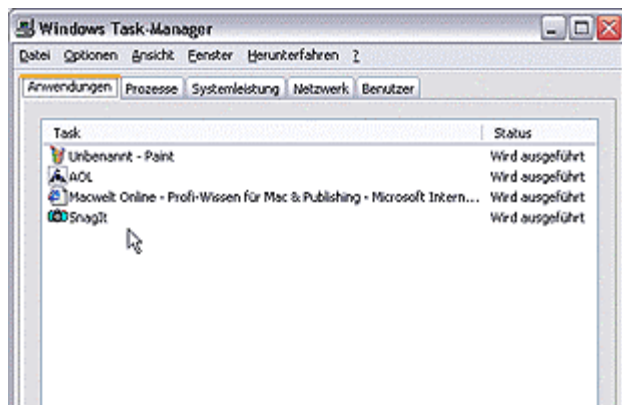 Windows Task-Manager
Datei Optionen Ansicht Fenster Herunterfahren ?
Anwendungen Prozesse Systemleistung Netzwerk Benutzer
Task Status
Unbenannt - Paint Wird ausgeführt
AOL Wird ausgeführt
Macwelt Online - Profi-Wissen für Mac & Publishing - Microsoft Intern... Wird ausgeführt
SnagIt Wird ausgeführt